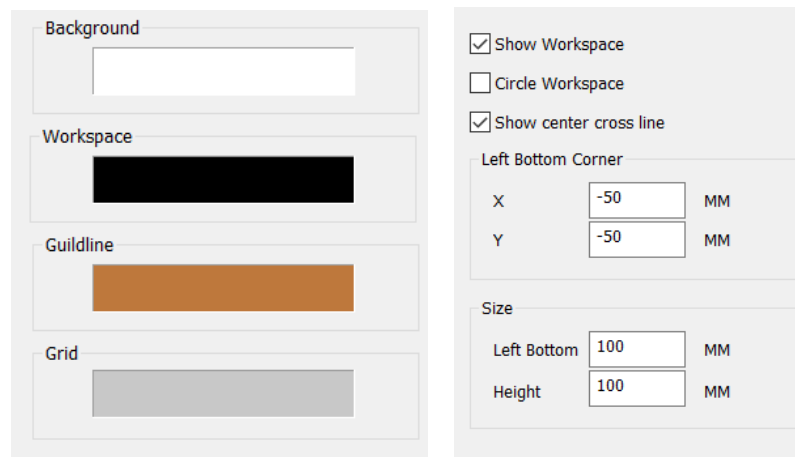 Background
Workspace
Guildline
Grid
Show Workspace
Circle Workspace
Show center cross line
Left Bottom Corner
X -50 MM
Y -50 MM
Size
Left Bottom 100 MM
Height 100 MM